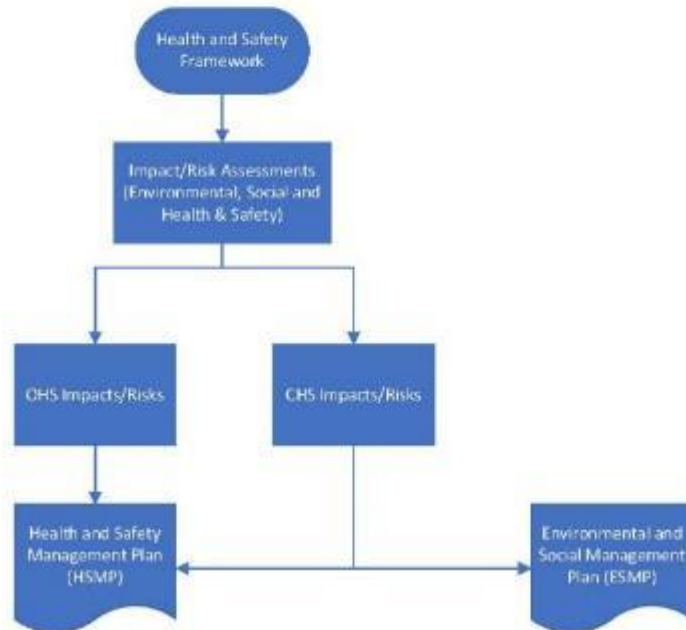 Health and Safety
Framework
Impact/Risk Assessments
(Environmental, Social and
Health & Safety)
OHS Impacts/Risks
CHS Impacts/Risks
Health and Safety
Management Plan
(HSMP)
Environmental and
Social Management
Plan (ESMP)